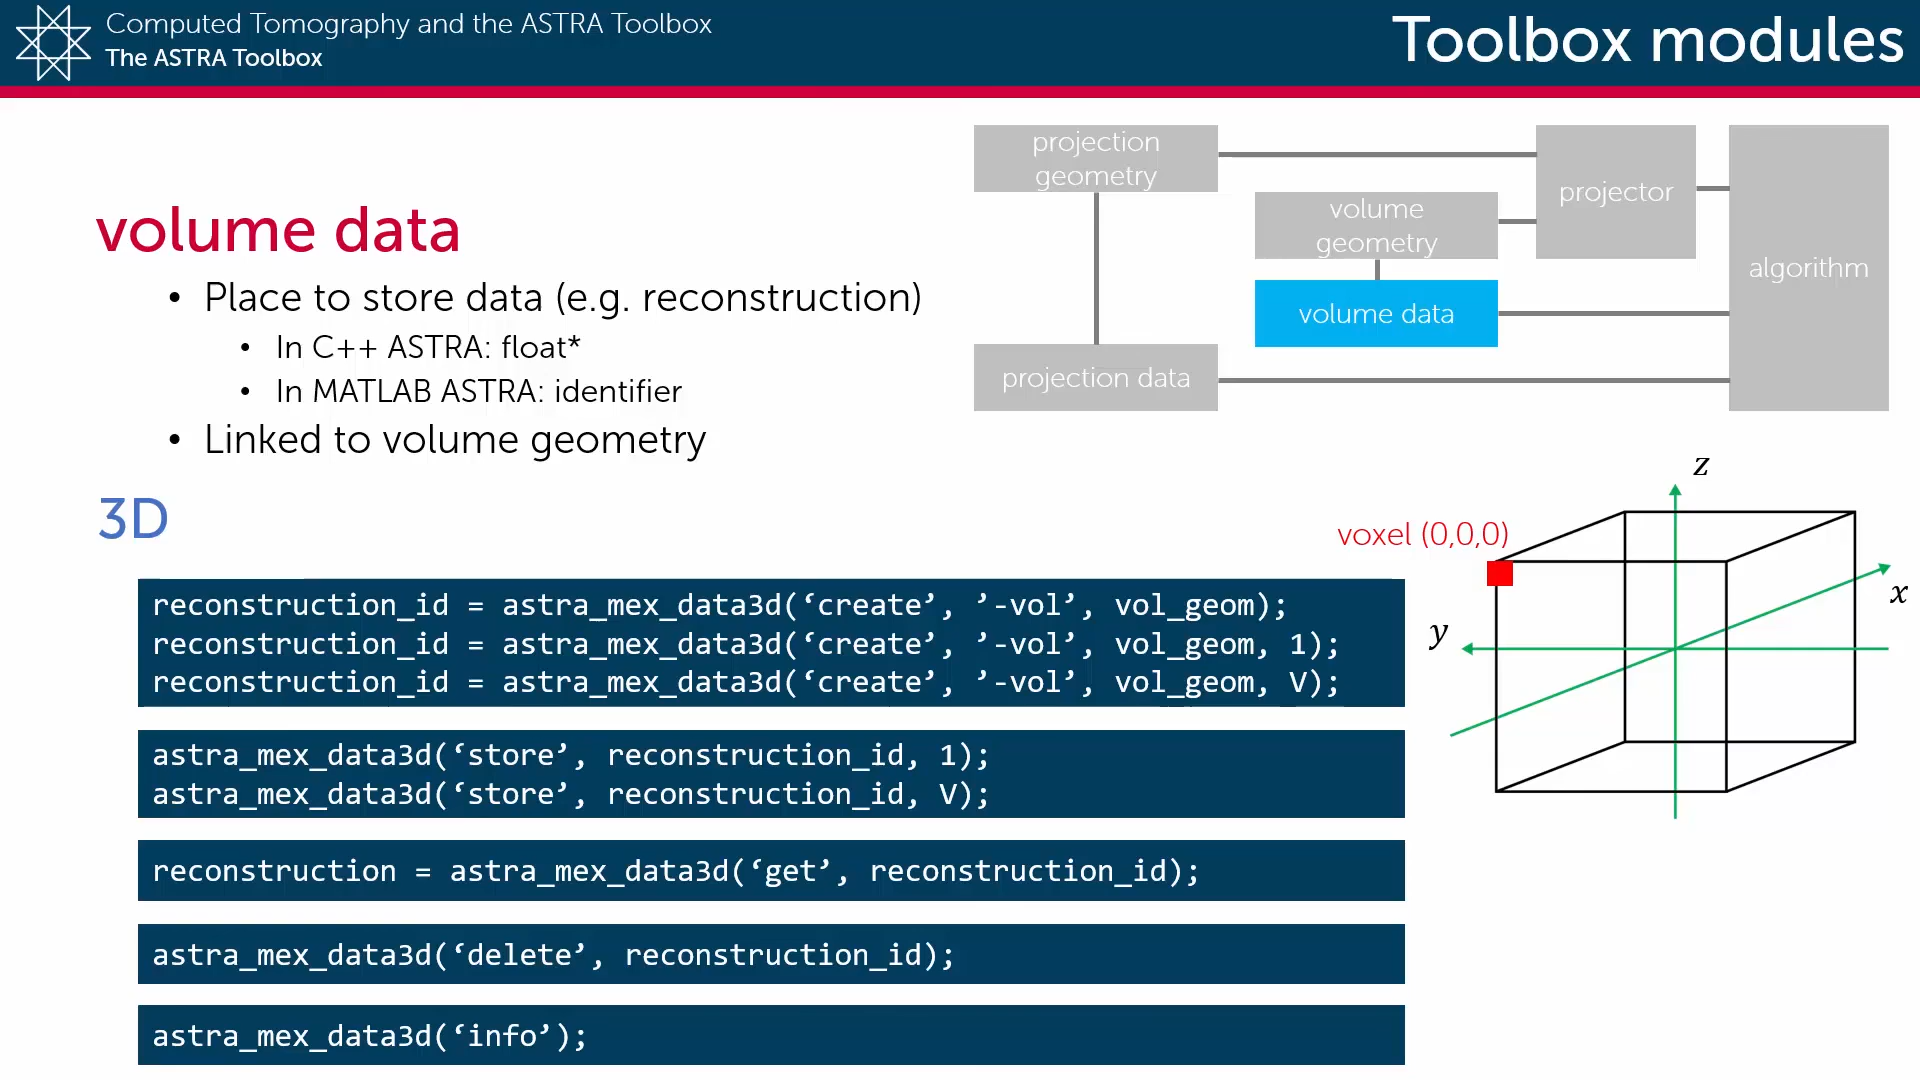 Computed Tomography and the ASTRA Toolbox
The ASTRA Toolbox
Toolbox modules
projection
geometry
volume
geometry
projector
algorithm
volume data
projection data
volume data
• Place to store data (e.g. reconstruction)
• In C++ ASTRA: float*
• In MATLAB ASTRA: identifier
• Linked to volume geometry
3D
z
voxel (0,0,0)
x
y
reconstruction_id = astra_mex_data3d(‘create’, ’-vol’, vol_geom);
reconstruction_id = astra_mex_data3d(‘create’, ’-vol’, vol_geom, 1);
reconstruction_id = astra_mex_data3d(‘create’, ’-vol’, vol_geom, V);
astra_mex_data3d(‘store’, reconstruction_id, 1);
astra_mex_data3d(‘store’, reconstruction_id, V);
reconstruction = astra_mex_data3d(‘get’, reconstruction_id);
astra_mex_data3d(‘delete’, reconstruction_id);
astra_mex_data3d(‘info’);